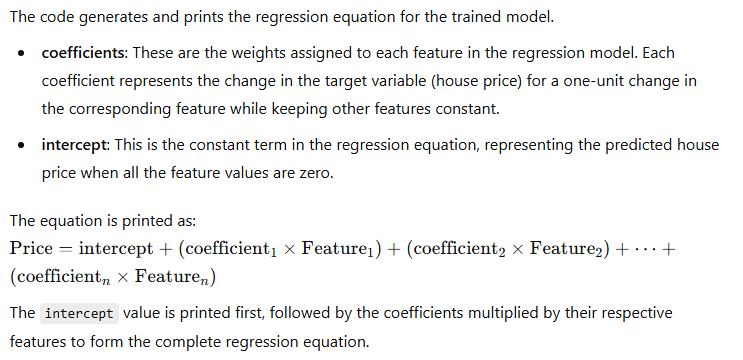 The code generates and prints the regression equation for the trained model.
• coefficients: These are the weights assigned to each feature in the regression model. Each
coefficient represents the change in the target variable (house price) for a one-unit change in
the corresponding feature while keeping other features constant.
• intercept: This is the constant term in the regression equation, representing the predicted house
price when all the feature values are zero.
The equation is printed as:
Price = intercept + (coefficient₁ × Feature₁) + (coefficient₂ × Feature₂) + ⋯ +
(coefficientₙ × Featureₙ)
The intercept value is printed first, followed by the coefficients multiplied by their respective
features to form the complete regression equation.